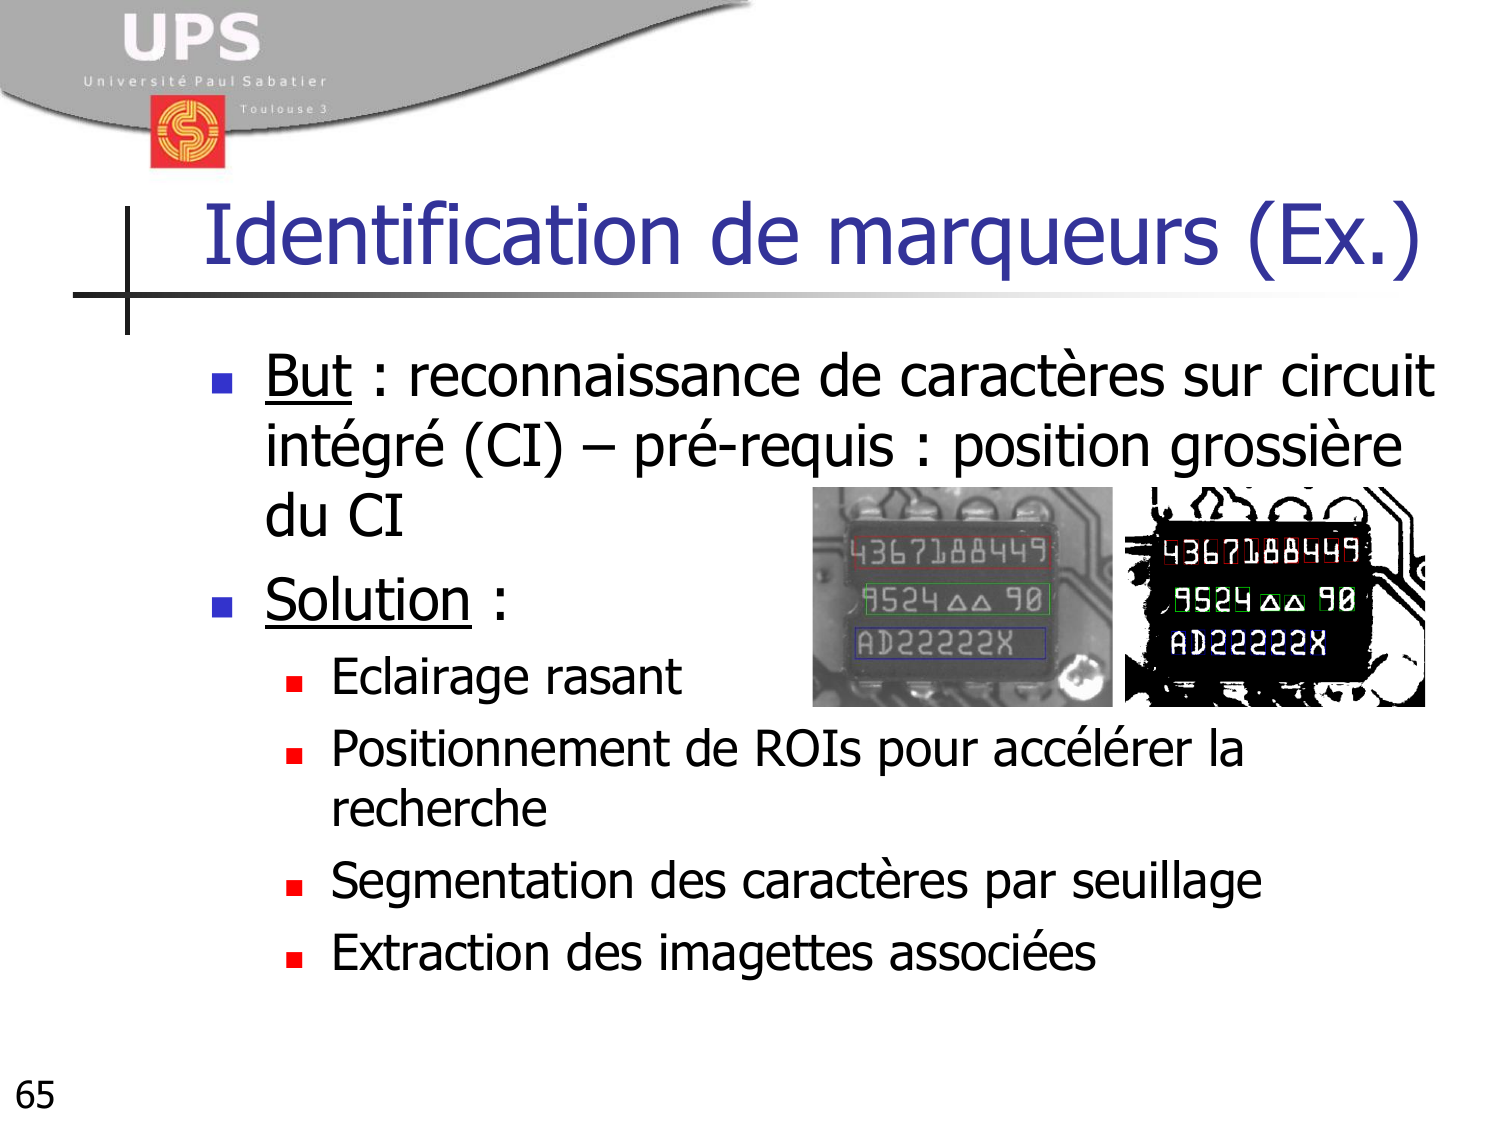 UPS
Université Paul Sabatier
Toulouse 3
Identification de marqueurs (Ex.)
But : reconnaissance de caractères sur circuit
intégré (CI) – pré-requis : position grossière
du CI
4367188449
9524 △△ 90
AD22222X
4367188449
9524 △△ 90
AD22222X
Solution :
Eclairage rasant
Positionnement de ROIs pour accélérer la
recherche
Segmentation des caractères par seuillage
Extraction des imagettes associées
65